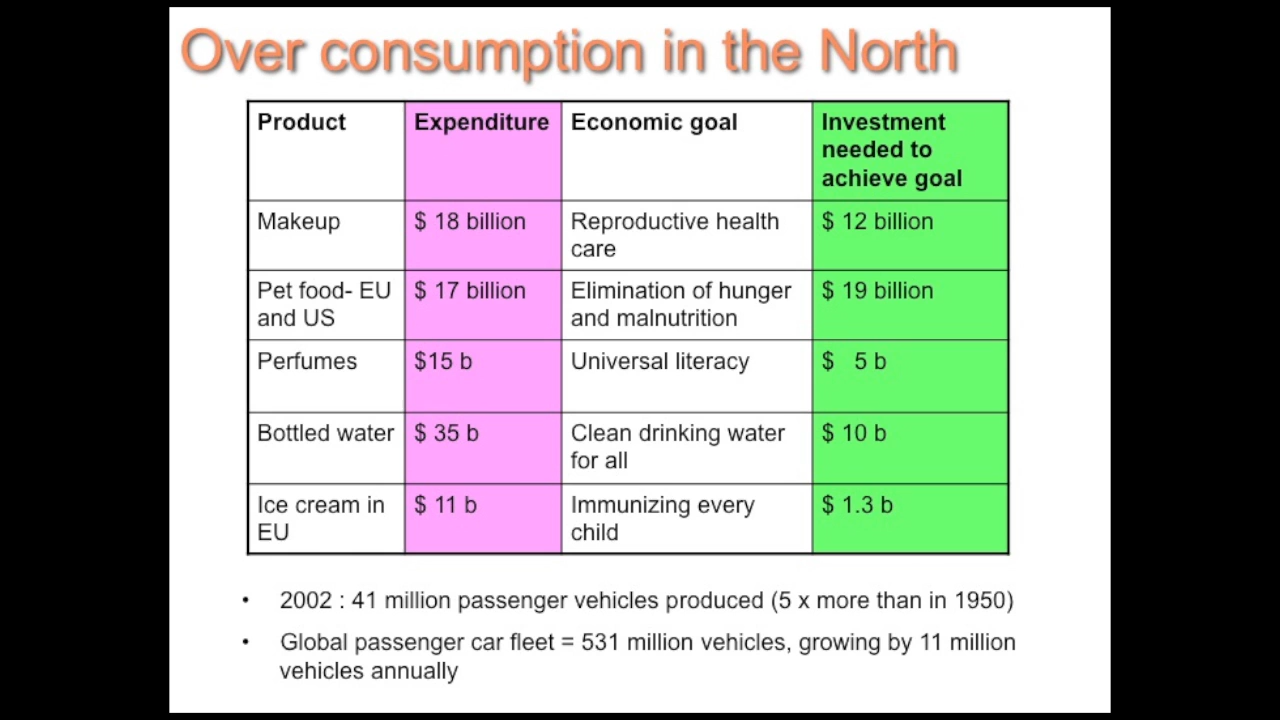 Over consumption in the North
Product Expenditure Economic goal Investment
needed to
achieve goal
Makeup $ 18 billion Reproductive health $ 12 billion
care
Pet food- EU $ 17 billion Elimination of hunger $ 19 billion
and US and malnutrition
Perfumes $15 b Universal literacy $ 5 b
Bottled water $ 35 b Clean drinking water $ 10 b
for all
Ice cream in $ 11 b Immunizing every $ 1.3 b
EU child
• 2002 : 41 million passenger vehicles produced (5 x more than in 1950)
• Global passenger car fleet = 531 million vehicles, growing by 11 million
vehicles annually